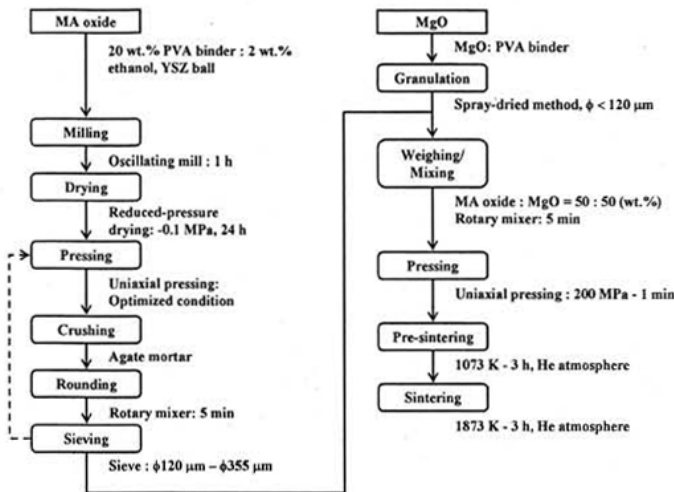 MA oxide
20 wt.% PVA binder : 2 wt.%
ethanol, YSZ ball
Milling
Oscillating mill : 1 h
Drying
Reduced-pressure
drying: -0.1 MPa, 24 h
Pressing
Uniaxial pressing:
Optimized condition
Crushing
Agate mortar
Rounding
Rotary mixer: 5 min
Sieving
Sieve : ϕ120 μm – ϕ355 μm
MgO
MgO: PVA binder
Granulation
Spray-dried method, ϕ < 120 μm
Weighing/
Mixing
MA oxide : MgO = 50 : 50 (wt.%)
Rotary mixer: 5 min
Pressing
Uniaxial pressing : 200 MPa - 1 min
Pre-sintering
1073 K - 3 h, He atmosphere
Sintering
1873 K - 3 h, He atmosphere